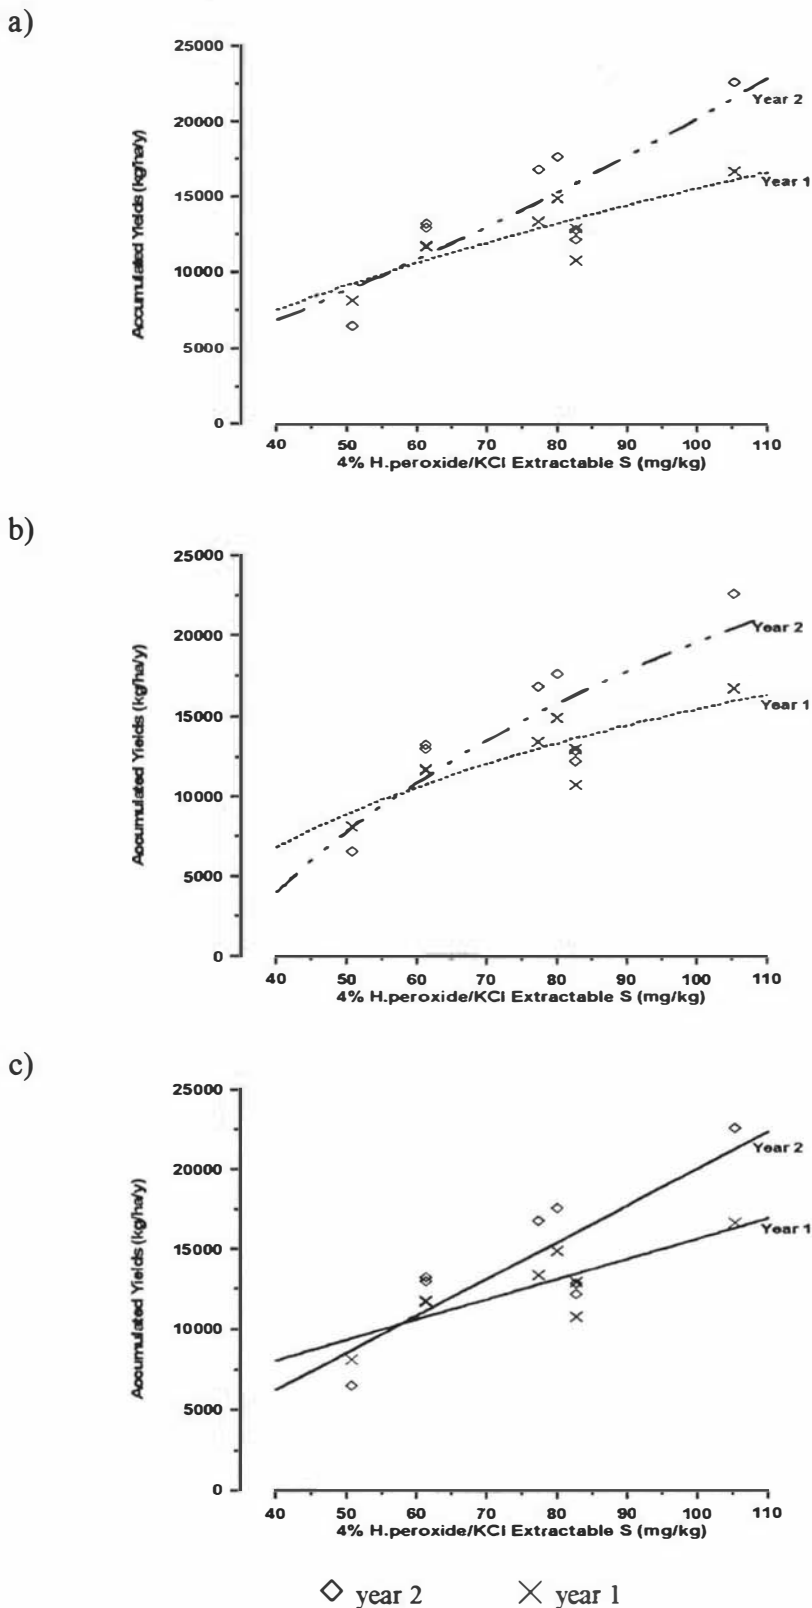 a)
25000
20000
15000
10000
5000
0
Accumulated Yields (kg/ha/y)
Year 2
Year 1
40 50 60 70 80 90 100 110
4% H.peroxide/KCl Extractable S (mg/kg)
b)
25000
20000
15000
10000
5000
0
Accumulated Yields (kg/ha/y)
Year 2
Year 1
40 50 60 70 80 90 100 110
4% H.peroxide/KCl Extractable S (mg/kg)
c)
25000
20000
15000
10000
5000
0
Accumulated Yields (kg/ha/y)
Year 2
Year 1
40 50 60 70 80 90 100 110
4% H.peroxide/KCl Extractable S (mg/kg)
year 2 year 1